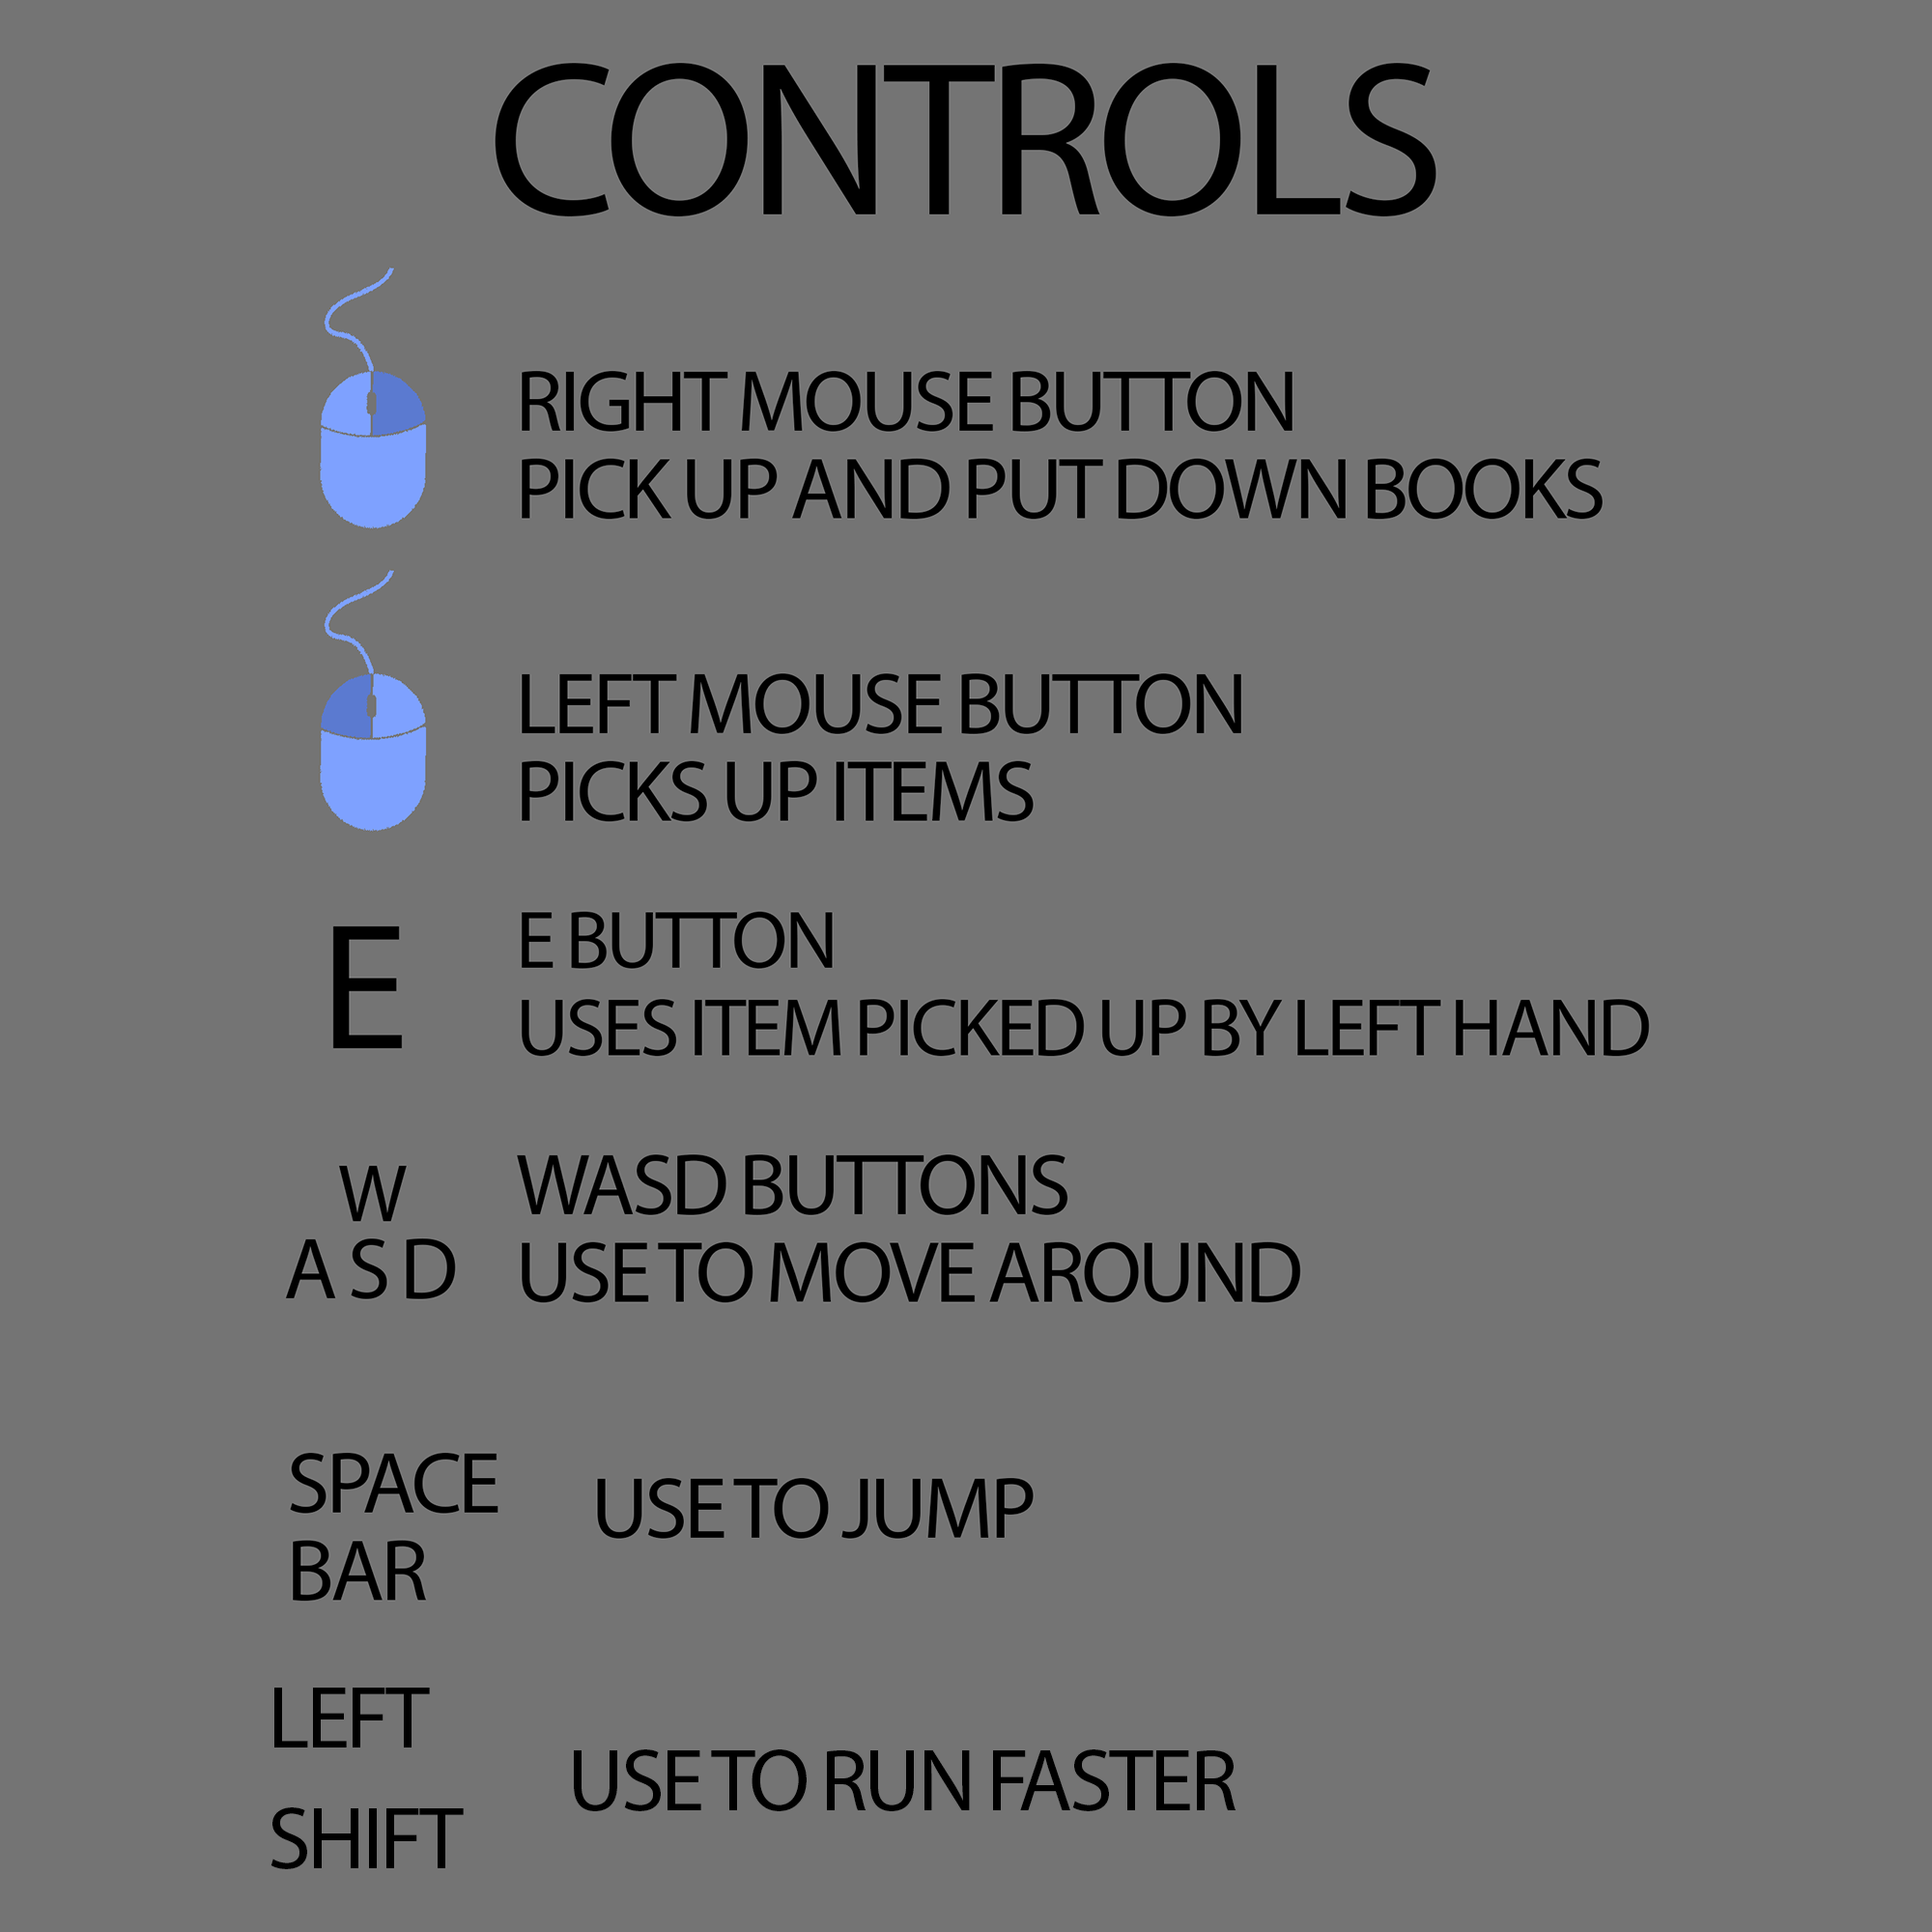 CONTROLS
RIGHT MOUSE BUTTON
PICK UP AND PUT DOWN BOOKS
LEFT MOUSE BUTTON
PICKS UP ITEMS
E
E BUTTON
USES ITEM PICKED UP BY LEFT HAND
W
A S D
WASD BUTTONS
USE TO MOVE AROUND
SPACE
BAR
USE TO JUMP
LEFT
SHIFT
USE TO RUN FASTER